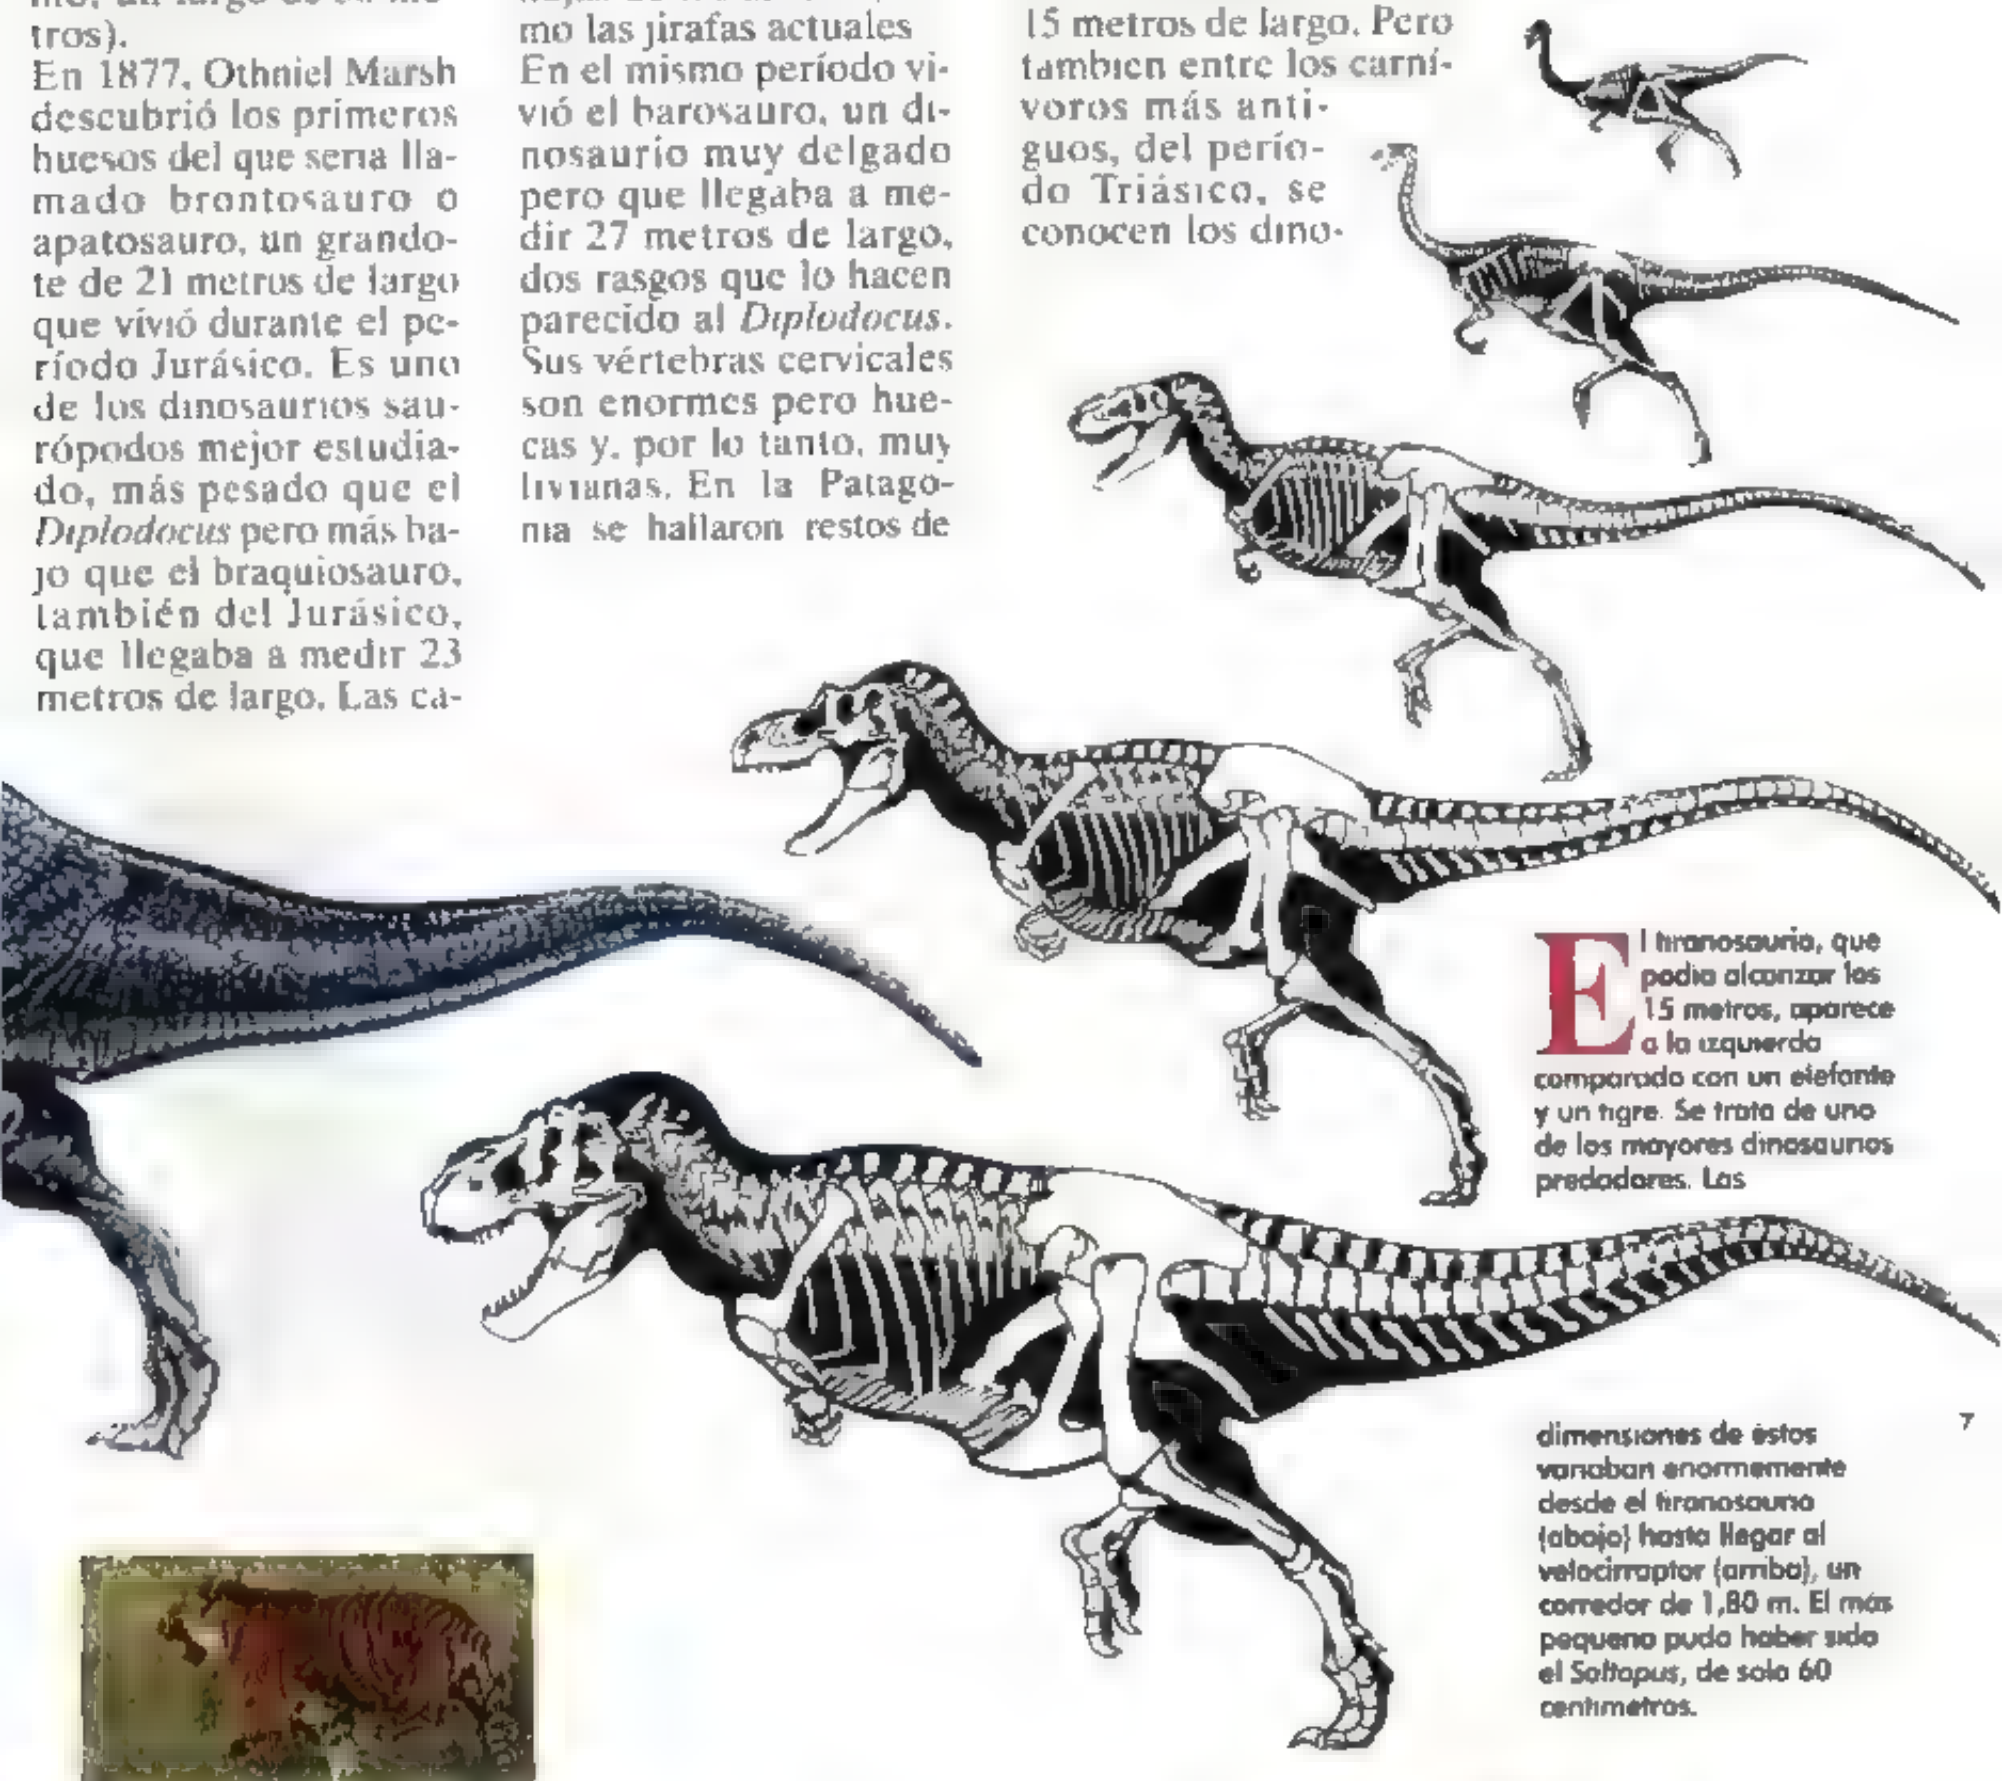 tros).
En 1877, Othniel Marsh
descubrió los primeros
huesos del que sería lla-
mado brontosauro o
apatosauro, un grando-
te de 21 metros de largo
que vivió durante el pe-
ríodo Jurásico. Es uno
de los dinosaurios sau-
rópodos mejor estudia-
do, más pesado que el
Diplodocus pero más ba-
jo que el braquiosauro,
también del Jurásico,
que llegaba a medir 23
metros de largo. Las ca-
mo las jirafas actuales
En el mismo período vi-
vió el barosauro, un di-
nosaurio muy delgado
pero que llegaba a me-
dir 27 metros de largo,
dos rasgos que lo hacen
parecido al Diplodocus.
Sus vértebras cervicales
son enormes pero hue-
cas y, por lo tanto, muy
livianas. En la Patago-
nia se hallaron restos de
15 metros de largo. Pero
también entre los carní-
voros más anti-
guos, del perío-
do Triásico, se
conocen los dino-
El tiranosaurio, que
podía alcanzar los
15 metros, aparece
a la izquierda
comparado con un elefante
y un tigre. Se trata de uno
de los mayores dinosaurios
predadores. Las
dimensiones de éstos
variaban enormemente
desde el tiranosaurio
(abajo) hasta llegar al
velocirraptor (arriba), un
corredor de 1,80 m. El más
pequeño pudo haber sido
el Saltopus, de solo 60
centímetros.
7